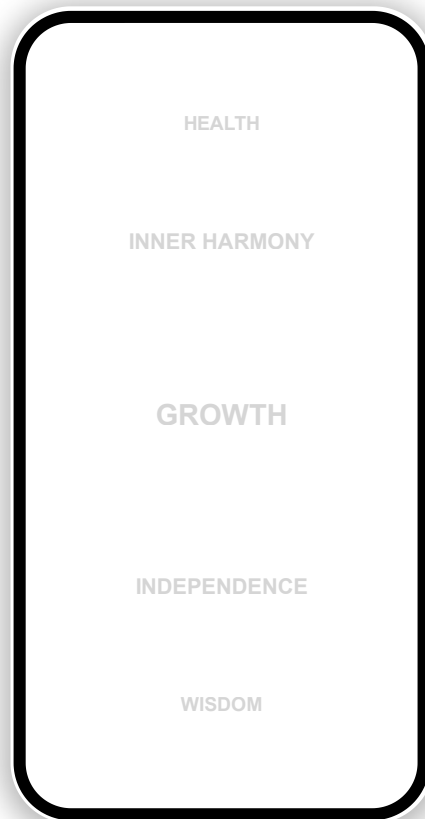 HEALTH
INNER HARMONY
GROWTH
INDEPENDENCE
WISDOM